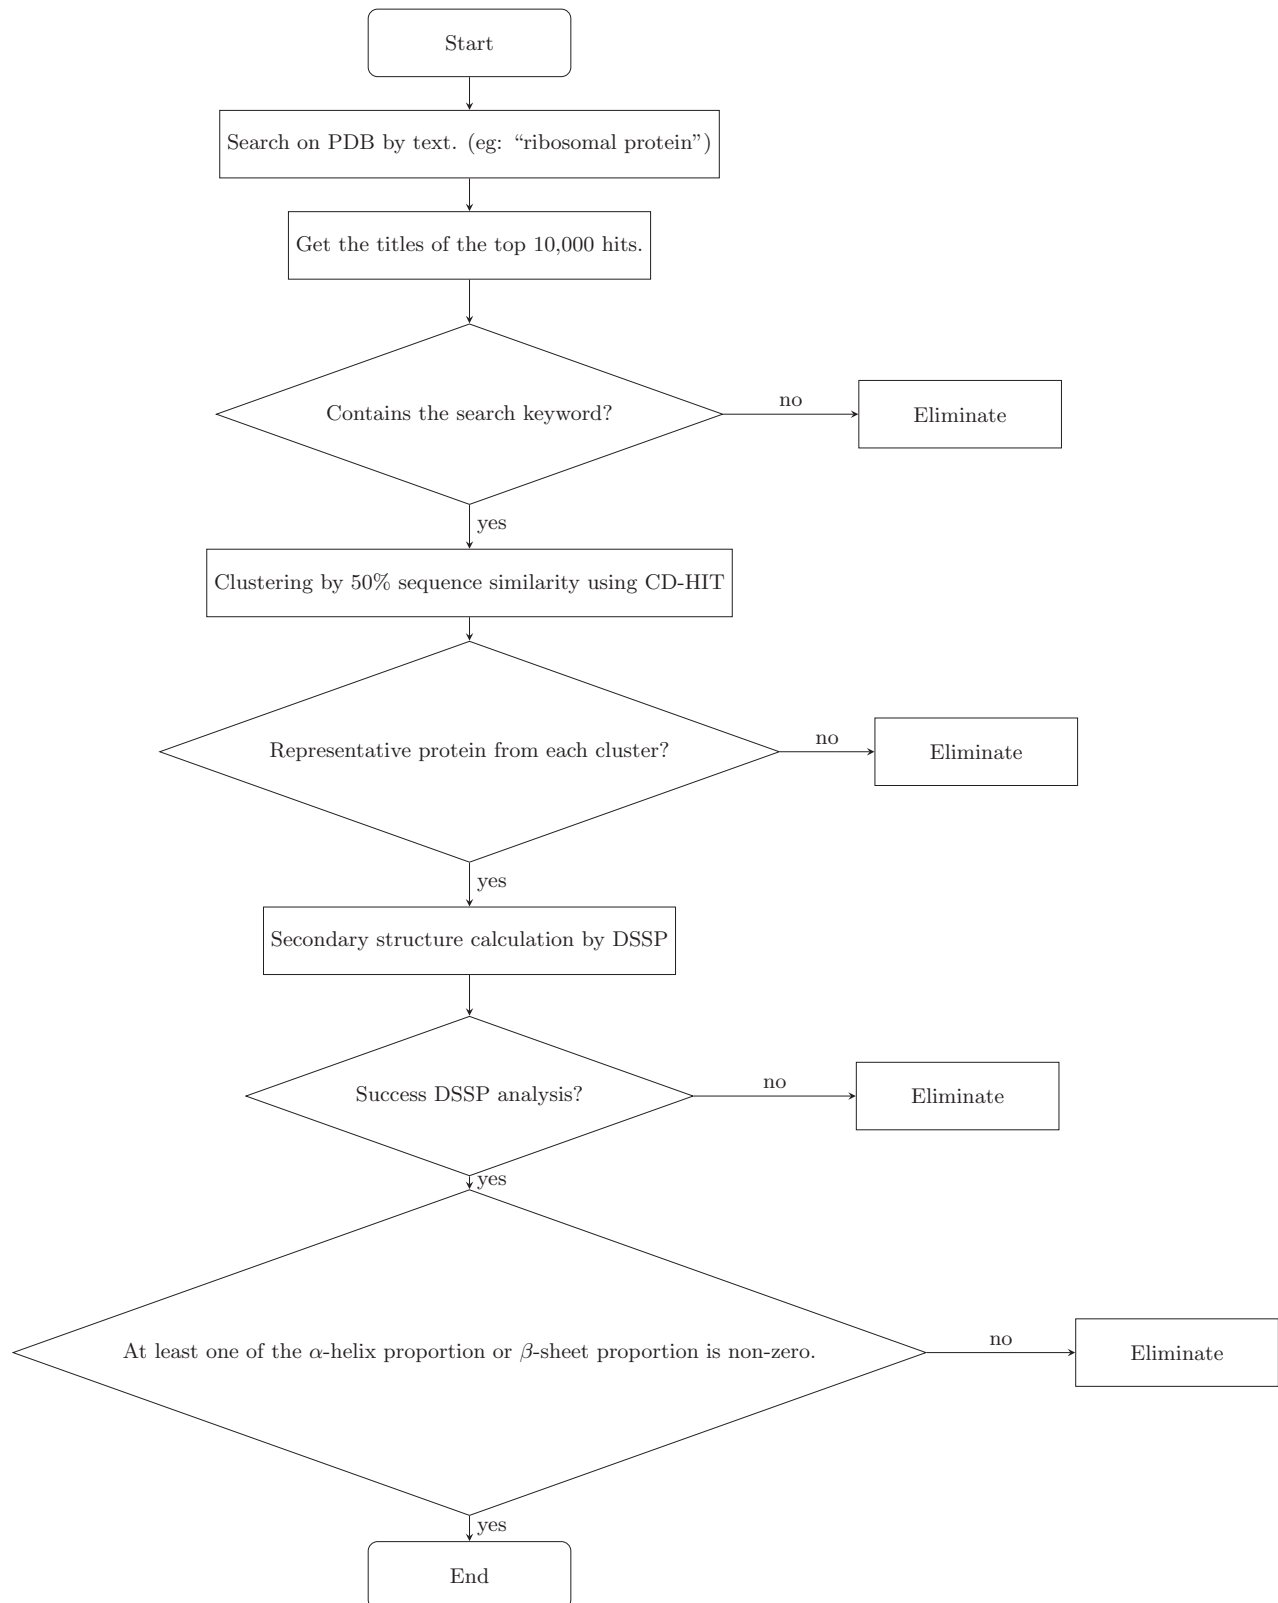 Start
Search on PDB by text. (eg: “ribosomal protein”)
Get the titles of the top 10,000 hits.
Contains the search keyword?
no
Eliminate
yes
Clustering by 50% sequence similarity using CD-HIT
Representative protein from each cluster?
no
Eliminate
yes
Secondary structure calculation by DSSP
Success DSSP analysis?
no
Eliminate
yes
At least one of the α-helix proportion or β-sheet proportion is non-zero.
no
Eliminate
yes
End